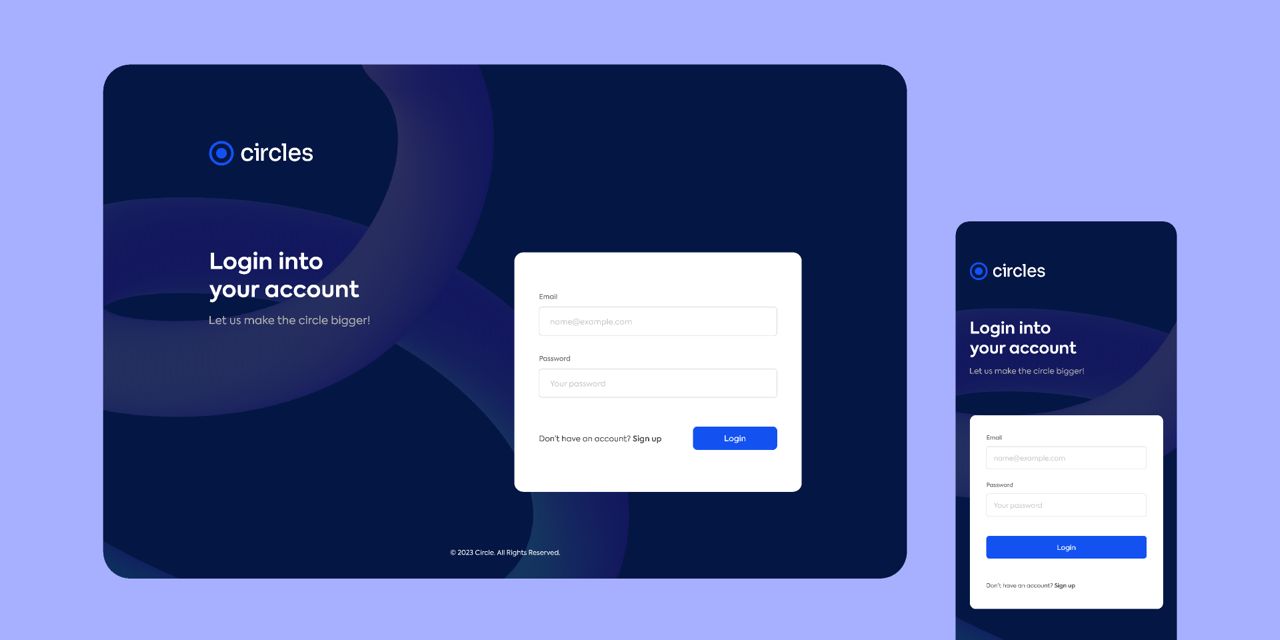 circles
Login into
your account
Let us make the circle bigger!
Email
name@example.com
Password
Your password
Don't have an account? Sign up
Login
© 2023 Circle. All Rights Reserved.
circles
Login into
your account
Let us make the circle bigger!
Email
name@example.com
Password
Your password
Login
Don't have an account? Sign up